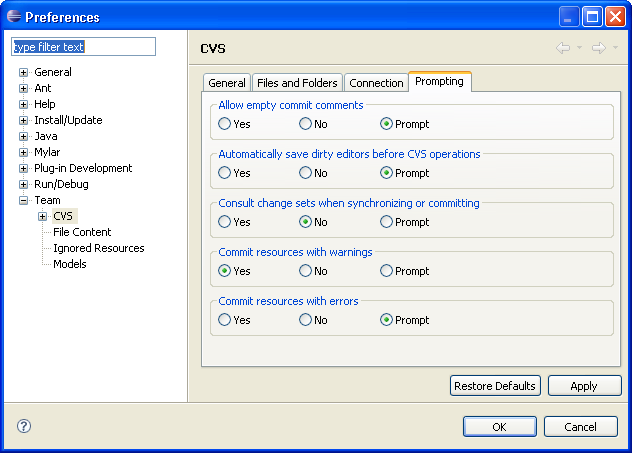 Preferences
type filter text
General
Ant
Help
Install/Update
Java
Mylar
Plug-in Development
Run/Debug
Team
CVS
File Content
Ignored Resources
Models
CVS
General Files and Folders Connection Prompting
Allow empty commit comments
Yes No Prompt
Automatically save dirty editors before CVS operations
Yes No Prompt
Consult change sets when synchronizing or committing
Yes No Prompt
Commit resources with warnings
Yes No Prompt
Commit resources with errors
Yes No Prompt
Restore Defaults Apply
? OK Cancel